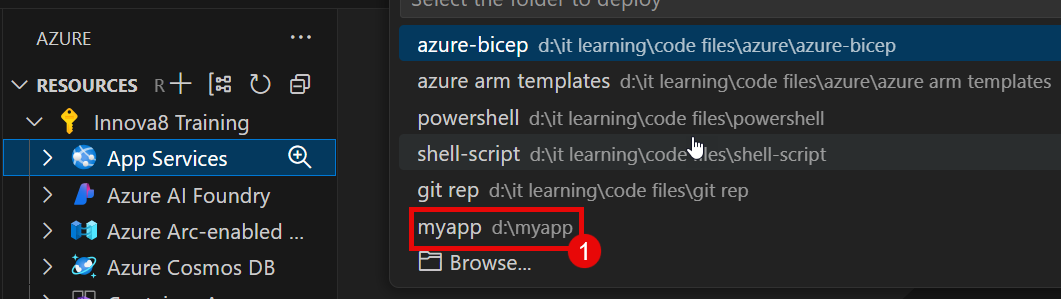 Select the folder to deploy
AZURE
RESOURCES R
Innova8 Training
App Services
Azure AI Foundry
Azure Arc-enabled ...
Azure Cosmos DB
azure-bicep d:\it learning\code files\azure\azure-bicep
azure arm templates d:\it learning\code files\azure\azure arm templates
powershell d:\it learning\code files\powershell
shell-script d:\it learning\code files\shell-script
git rep d:\it learning\code files\git rep
myapp d:\myapp
1
Browse...